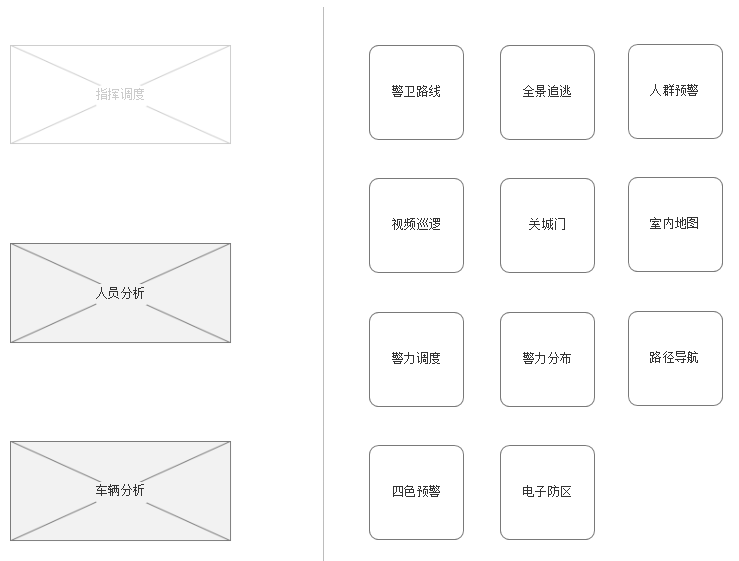 指挥调度
人员分析
车辆分析
警卫路线
全景追逃
人群预警
视频巡逻
关城门
室内地图
警力调度
警力分布
路径导航
四色预警
电子防区